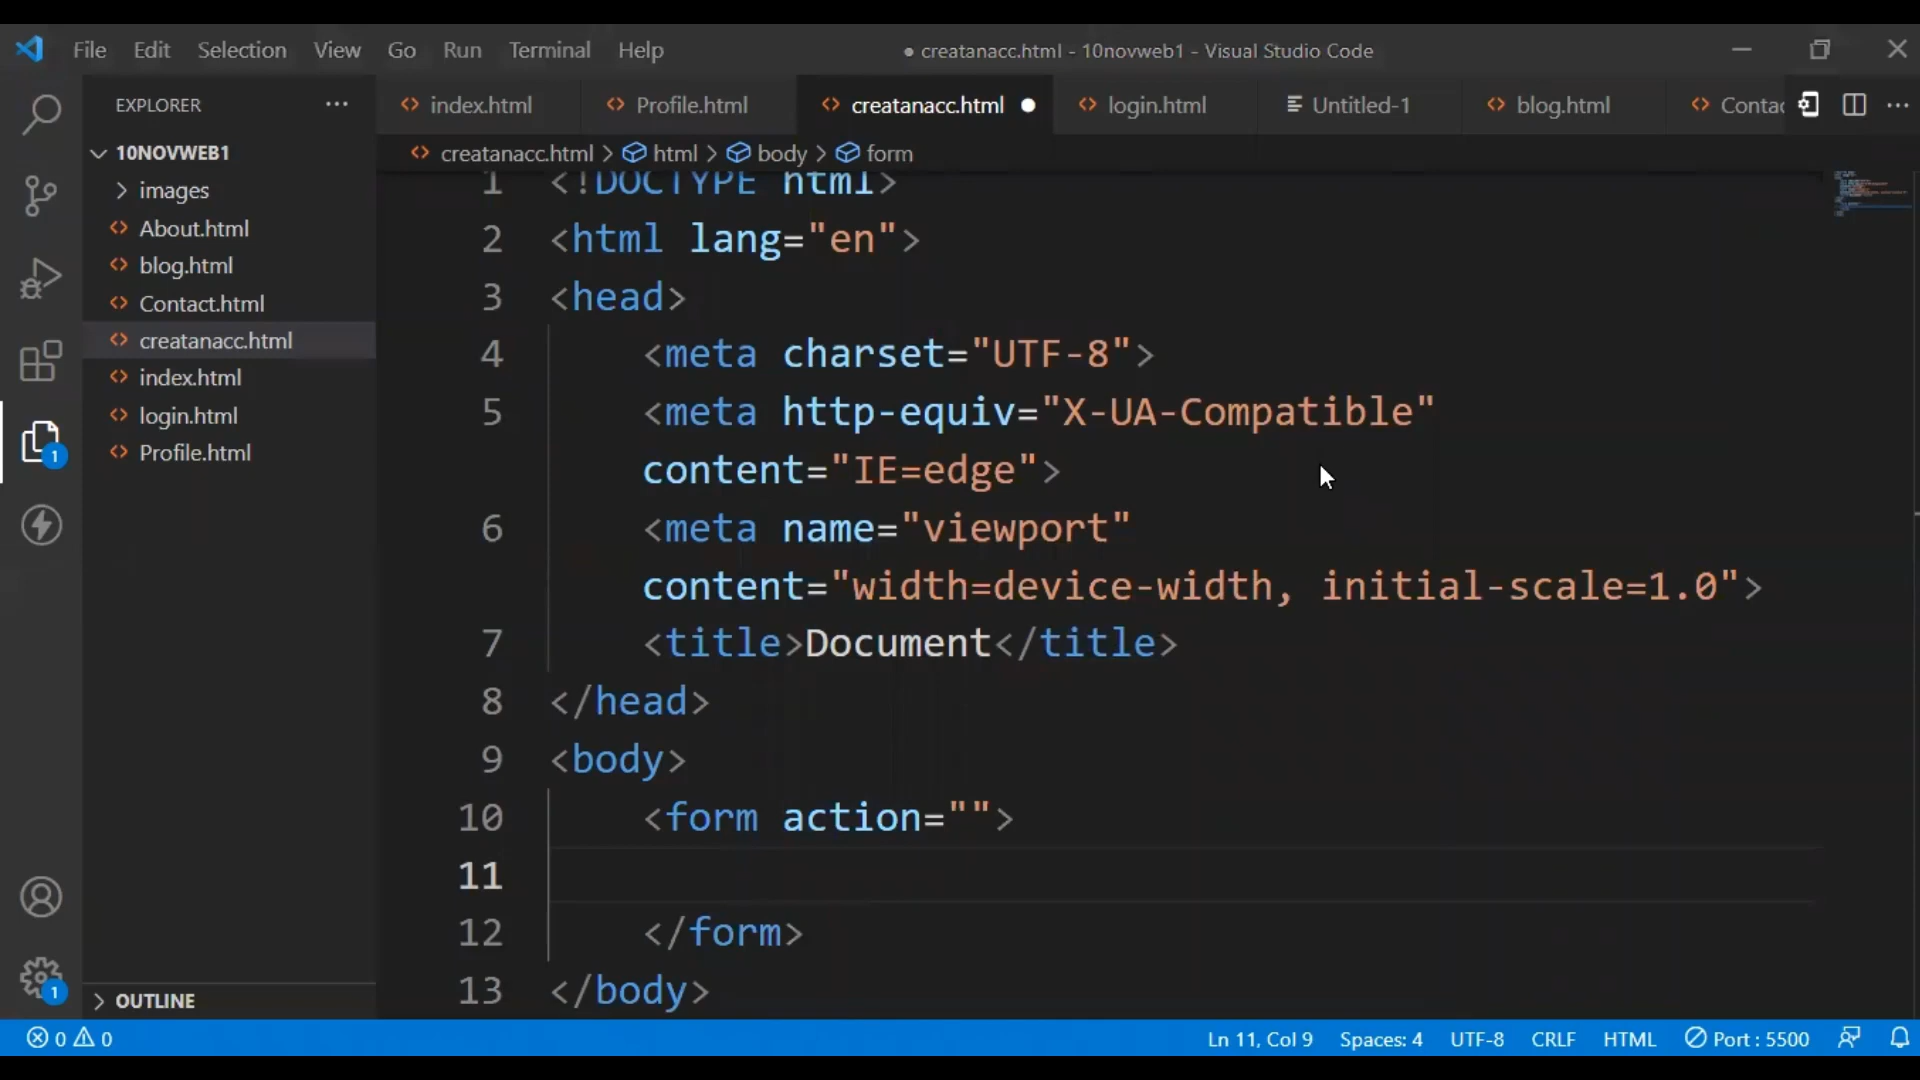 File Edit Selection View Go Run Terminal Help ● creatanacc.html - 10novweb1 - Visual Studio Code
EXPLORER ···
index.html Profile.html creatanacc.html ● login.html Untitled-1 blog.html Contac ···
creatanacc.html > html > body > form
10NOVWEB1
images
About.html
blog.html
Contact.html
creatanacc.html
index.html
login.html
Profile.html
OUTLINE
1 <!DOCTYPE html>
2 <html lang="en">
3 <head>
4 <meta charset="UTF-8">
5 <meta http-equiv="X-UA-Compatible"
content="IE=edge">
6 <meta name="viewport"
content="width=device-width, initial-scale=1.0">
7 <title>Document</title>
8 </head>
9 <body>
10 <form action="">
11
12 </form>
13 </body>
1
1
0 0 Ln 11, Col 9 Spaces: 4 UTF-8 CRLF HTML Port : 5500